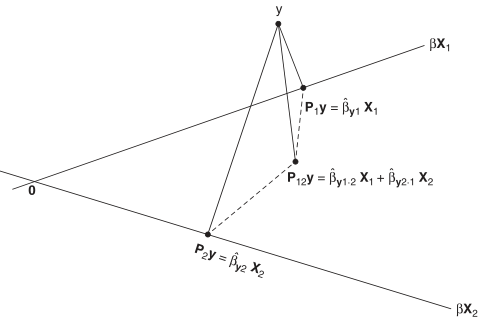 y
βX₁
P₁y = β̂y₁ X₁
P₁₂y = β̂y₁.₂ X₁ + β̂y₂.₁ X₂
0
P₂y = β̂y₂ X₂
βX₂